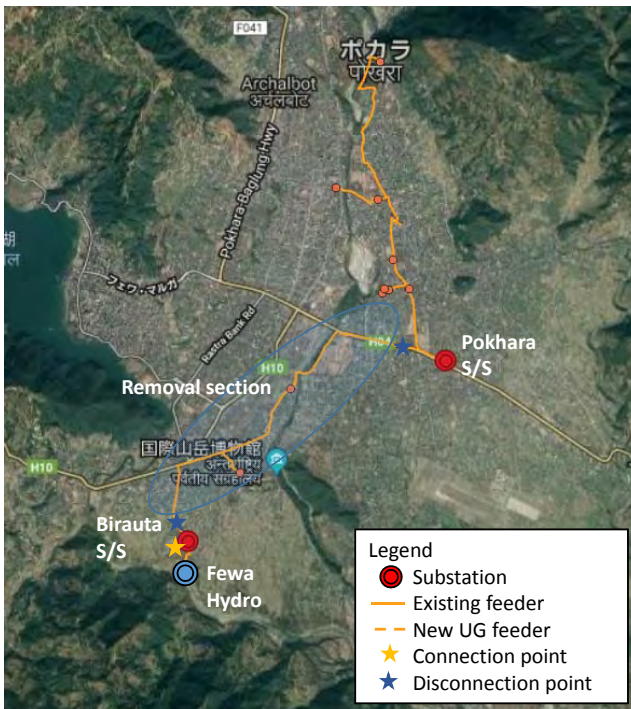 F041
ポカラ
पोखरा
Archalbot
अर्चलबोट
Pokhara-Baglung Hwy
湖
ताल
フェワ・マルガ
Rastra Bank Rd
H04
Pokhara
S/S
H10
Removal section
国際山岳博物館
अन्तर्राष्ट्रिय
पर्वतीय संग्रहालय
H10
Birauta
S/S
Fewa
Hydro
Legend
Substation
Existing feeder
New UG feeder
Connection point
Disconnection point